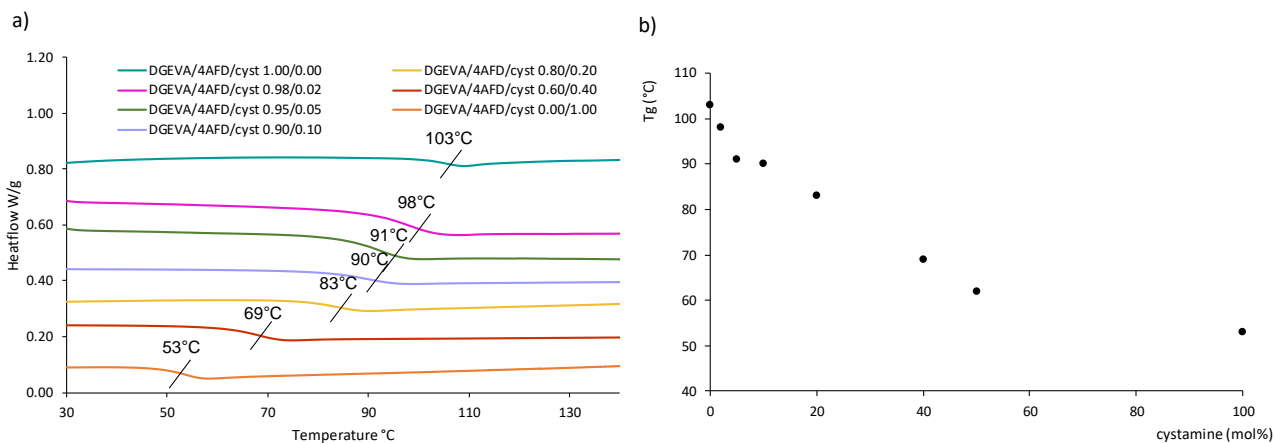 a)
1.20
1.00
0.80
0.60
0.40
0.20
0.00
Heatflow W/g
DGEVA/4AFD/cyst 1.00/0.00
DGEVA/4AFD/cyst 0.80/0.20
DGEVA/4AFD/cyst 0.98/0.02
DGEVA/4AFD/cyst 0.60/0.40
DGEVA/4AFD/cyst 0.95/0.05
DGEVA/4AFD/cyst 0.00/1.00
DGEVA/4AFD/cyst 0.90/0.10
103°C
98°C
91°C
90°C
83°C
69°C
53°C
30 50 70 90 110 130
Temperature °C
b)
110
100
90
80
70
60
50
40
Tg (°C)
0 20 40 60 80 100
cystamine (mol%)